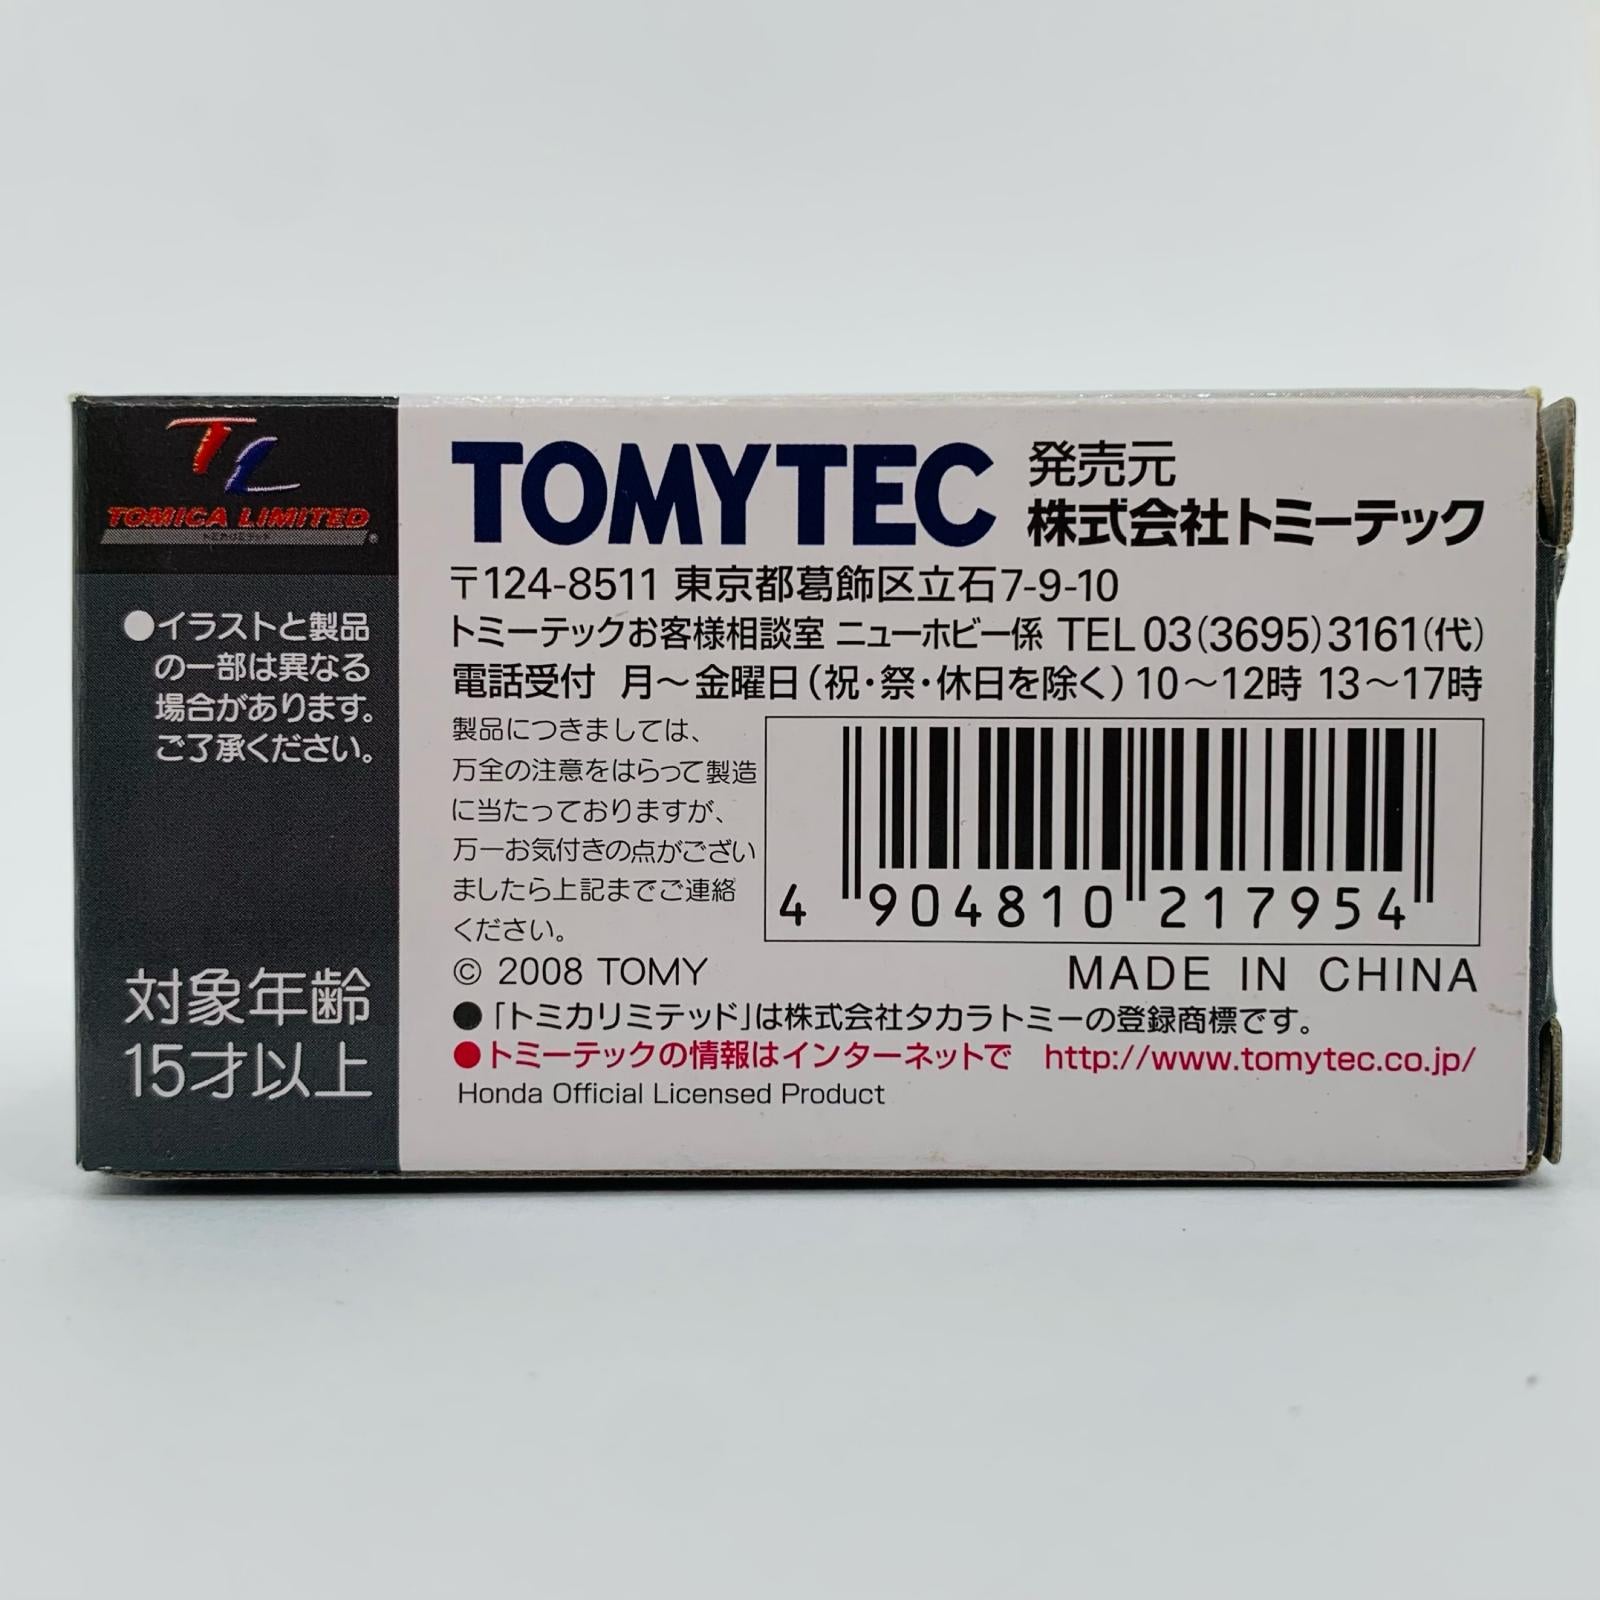 TL
TOMICA LIMITED
トミカリミテッド
®
●イラストと製品
の一部は異なる
場合があります。
ご了承ください。
対象年齢
15才以上
TOMYTEC
発売元
株式会社トミーテック
〒124-8511 東京都葛飾区立石7-9-10
トミーテックお客様相談室 ニューホビー係 TEL 03(3695)3161(代)
電話受付 月～金曜日(祝・祭・休日を除く) 10～12時 13～17時
製品につきましては、
万全の注意をはらって製造
に当たっておりますが、
万一お気付きの点がござい
ましたら上記までご連絡
ください。
4 904810 217954
© 2008 TOMY
MADE IN CHINA
●「トミカリミテッド」は株式会社タカラトミーの登録商標です。
●トミーテックの情報はインターネットで http://www.tomytec.co.jp/
Honda Official Licensed Product